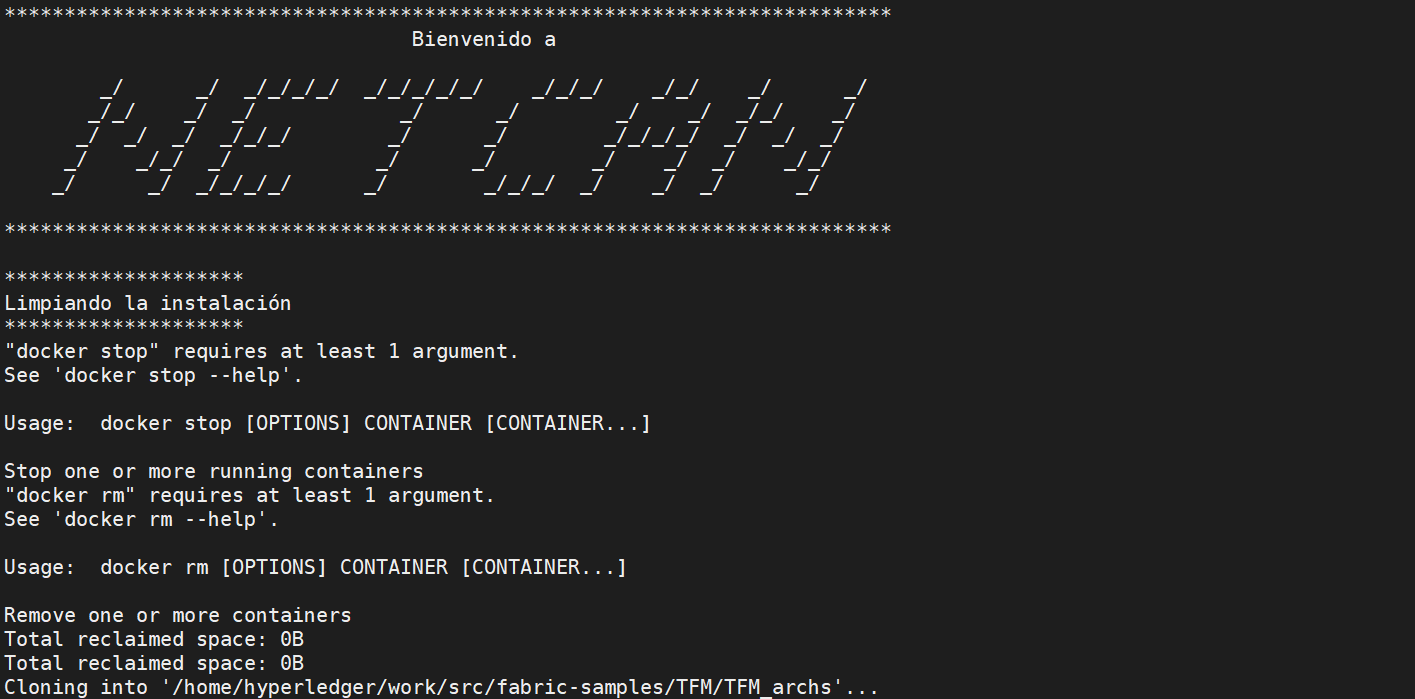 **************************************************************************
Bienvenido a
NETCAN
**************************************************************************
********************
Limpiando la instalación
********************
"docker stop" requires at least 1 argument.
See 'docker stop --help'.
Usage:  docker stop [OPTIONS] CONTAINER [CONTAINER...]
Stop one or more running containers
"docker rm" requires at least 1 argument.
See 'docker rm --help'.
Usage:  docker rm [OPTIONS] CONTAINER [CONTAINER...]
Remove one or more containers
Total reclaimed space: 0B
Total reclaimed space: 0B
Cloning into '/home/hyperledger/work/src/fabric-samples/TFM/TFM_archs'...